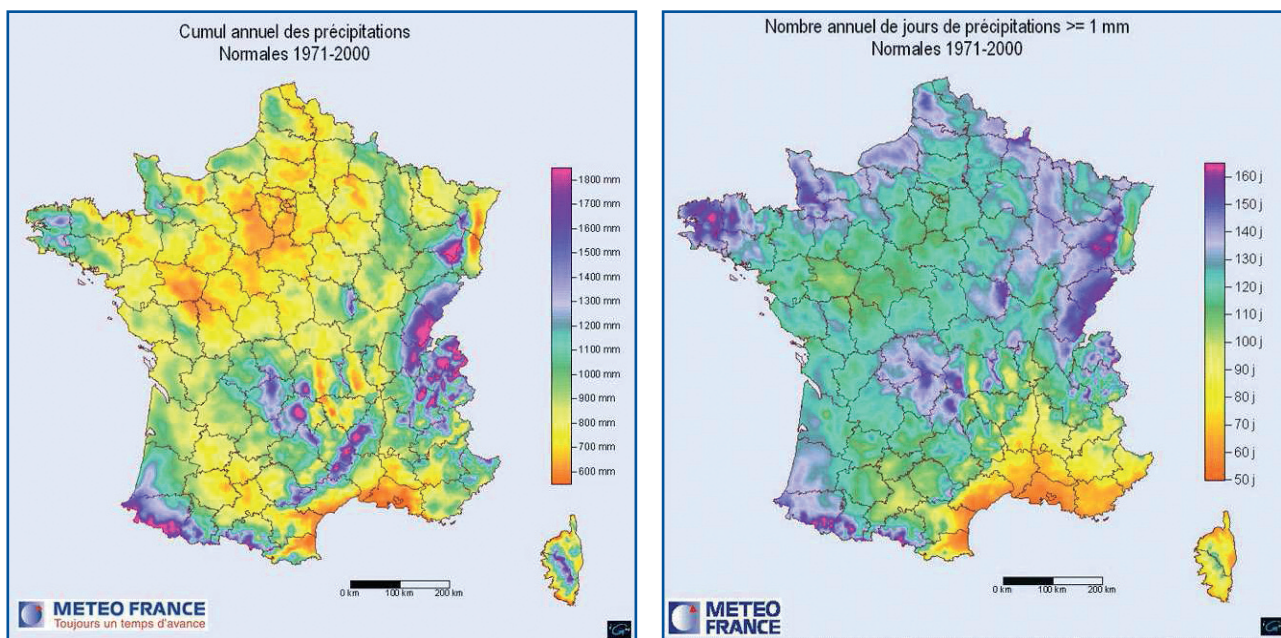 Cumul annuel des précipitations
Normales 1971-2000
1800 mm
1700 mm
1500 mm
1400 mm
1300 mm
1200 mm
1100 mm
1000 mm
900 mm
800 mm
700 mm
600 mm
0 km 100 km 200 km
METEO FRANCE
Toujours un temps d'avance
Nombre annuel de jours de précipitations >= 1 mm
Normales 1971-2000
160 j
150 j
140 j
130 j
120 j
110 j
100 j
90 j
80 j
70 j
60 j
50 j
0 km 100 km 200 km
METEO
FRANCE